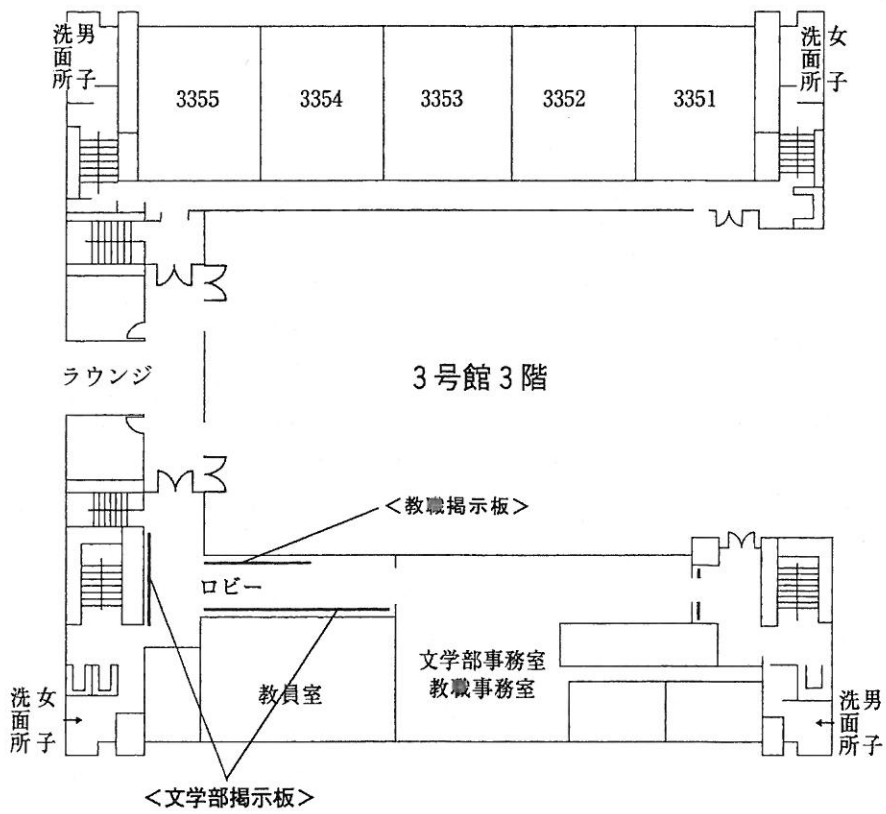 男子
洗面所
女子
洗面所
3355
3354
3353
3352
3351
ラウンジ
3号館3階
<教職掲示板>
ロビー
文学部事務室
教職事務室
教員室
女子
洗面所
男子
洗面所
<文学部掲示板>